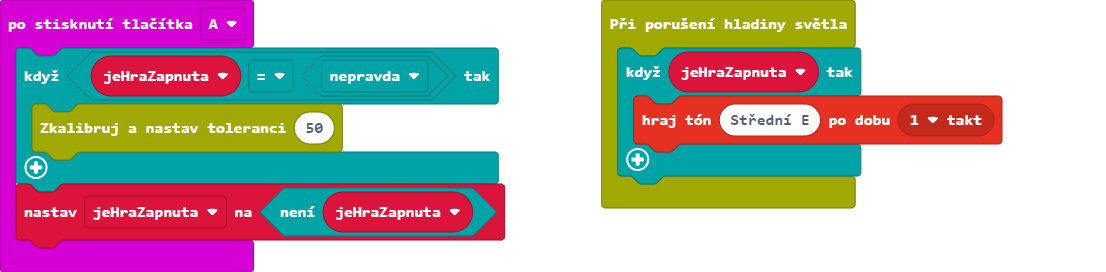 po stisknutí tlačítka A
když jeHraZapnuta = nepravda tak
Zkalibruj a nastav toleranci 50
nastav jeHraZapnuta na není jeHraZapnuta
Při porušení hladiny světla
když jeHraZapnuta tak
hraj tón Střední E po dobu 1 takt